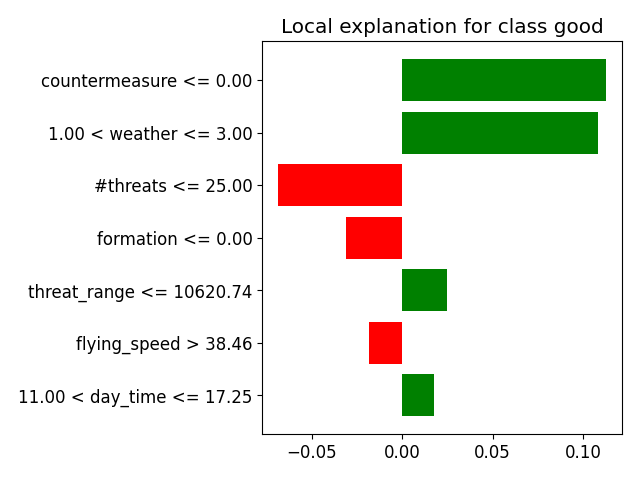 Local explanation for class good
countermeasure <= 0.00
1.00 < weather <= 3.00
#threats <= 25.00
formation <= 0.00
threat_range <= 10620.74
flying_speed > 38.46
11.00 < day_time <= 17.25
−0.05 0.00 0.05 0.10